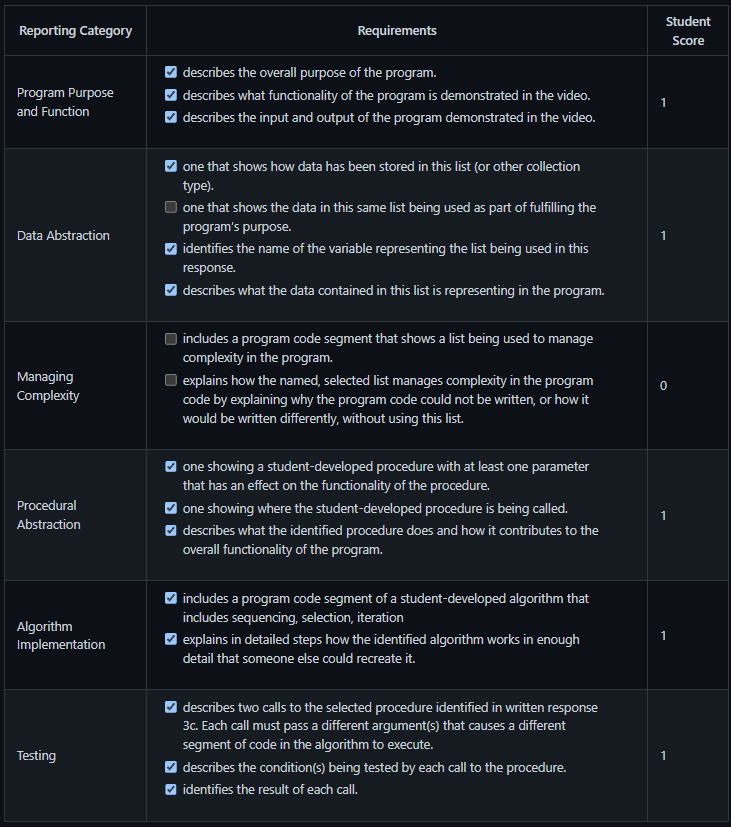 Reporting Category
Requirements
Student
Score
Program Purpose
and Function
describes the overall purpose of the program.
describes what functionality of the program is demonstrated in the video.
describes the input and output of the program demonstrated in the video.
1
Data Abstraction
one that shows how data has been stored in this list (or other collection
type).
one that shows the data in this same list being used as part of fulfilling the
program's purpose.
identifies the name of the variable representing the list being used in this
response.
describes what the data contained in this list is representing in the program.
1
Managing
Complexity
includes a program code segment that shows a list being used to manage
complexity in the program.
explains how the named, selected list manages complexity in the program
code by explaining why the program code could not be written, or how it
would be written differently, without using this list.
0
Procedural
Abstraction
one showing a student-developed procedure with at least one parameter
that has an effect on the functionality of the procedure.
one showing where the student-developed procedure is being called.
describes what the identified procedure does and how it contributes to the
overall functionality of the program.
1
Algorithm
Implementation
includes a program code segment of a student-developed algorithm that
includes sequencing, selection, iteration
explains in detailed steps how the identified algorithm works in enough
detail that someone else could recreate it.
1
Testing
describes two calls to the selected procedure identified in written response
3c. Each call must pass a different argument(s) that causes a different
segment of code in the algorithm to execute.
describes the condition(s) being tested by each call to the procedure.
identifies the result of each call.
1